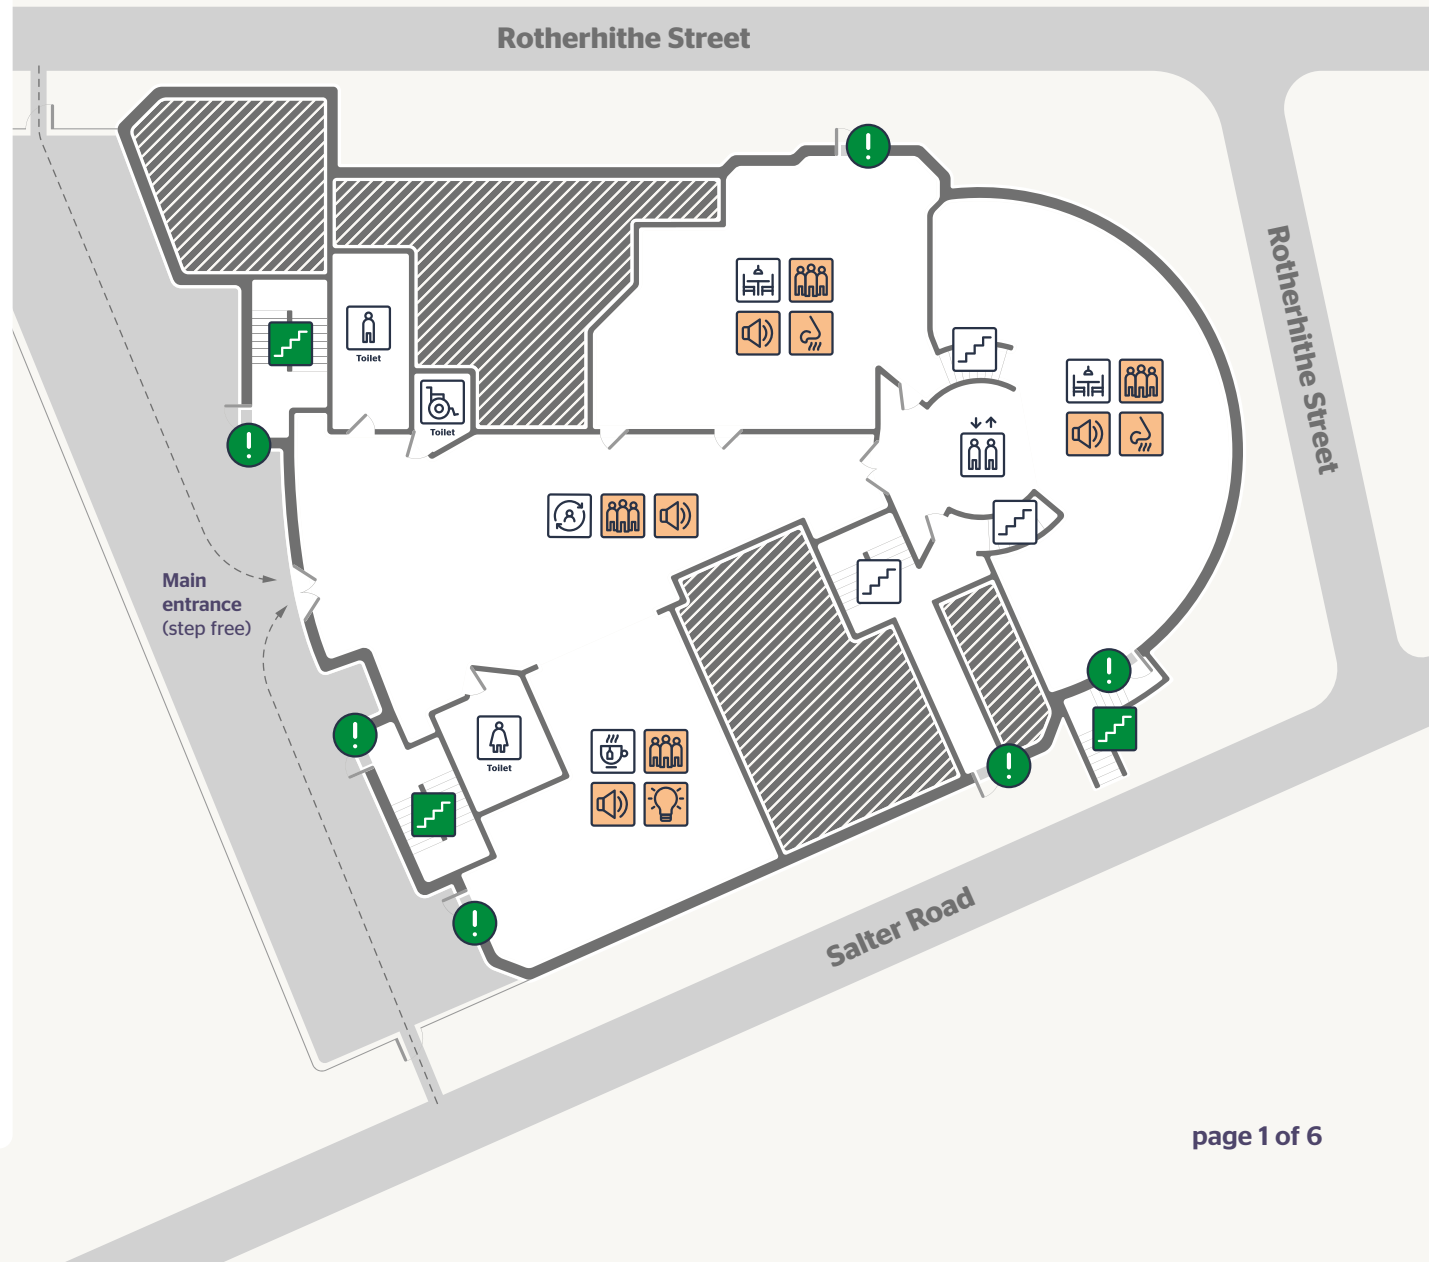 Rotherhithe Street
Rotherhithe Street
Toilet
Toilet
Main
entrance
(step free)
Toilet
Salter Road
page 1 of 6